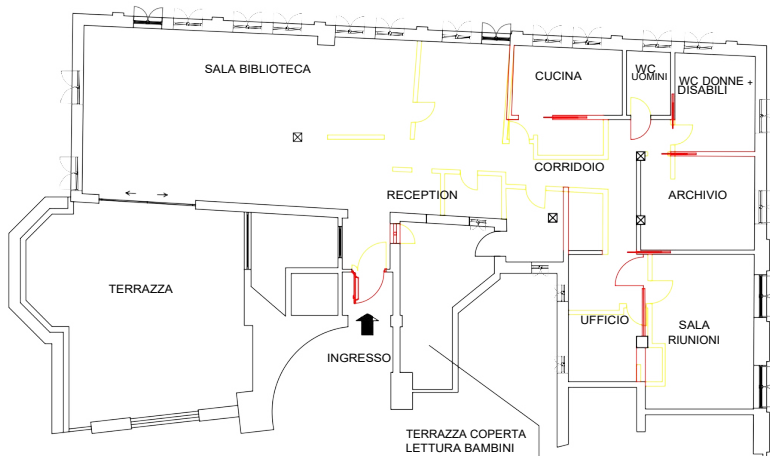 SALA BIBLIOTECA
CUCINA
WC
UOMINI
WC DONNE +
DISABILI
CORRIDOIO
RECEPTION
ARCHIVIO
TERRAZZA
UFFICIO
SALA
RIUNIONI
INGRESSO
TERRAZZA COPERTA
LETTURA BAMBINI